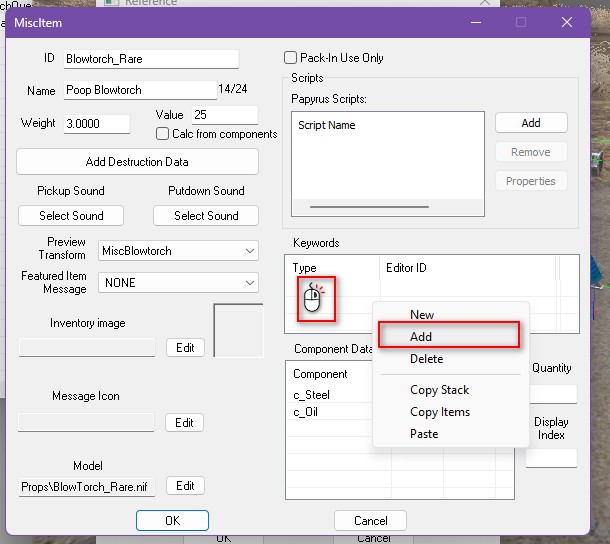 Reference
MiscItem
ID
Blowtorch_Rare
Name
Poop Blowtorch
14/24
Weight
3.0000
Value
25
Calc from components
Add Destruction Data
Pickup Sound
Putdown Sound
Select Sound
Select Sound
Preview
Transform
MiscBlowtorch
Featured Item
Message
NONE
Inventory image
Edit
Message Icon
Edit
Model
Props\BlowTorch_Rare.nif
Edit
OK
Pack-In Use Only
Scripts
Papyrus Scripts:
Script Name
Add
Remove
Properties
Keywords
Type
Editor ID
New
Add
Delete
Copy Stack
Copy Items
Paste
Component Data
Component
c_Steel
c_Oil
Quantity
Display
Index
Cancel
OK
Cancel